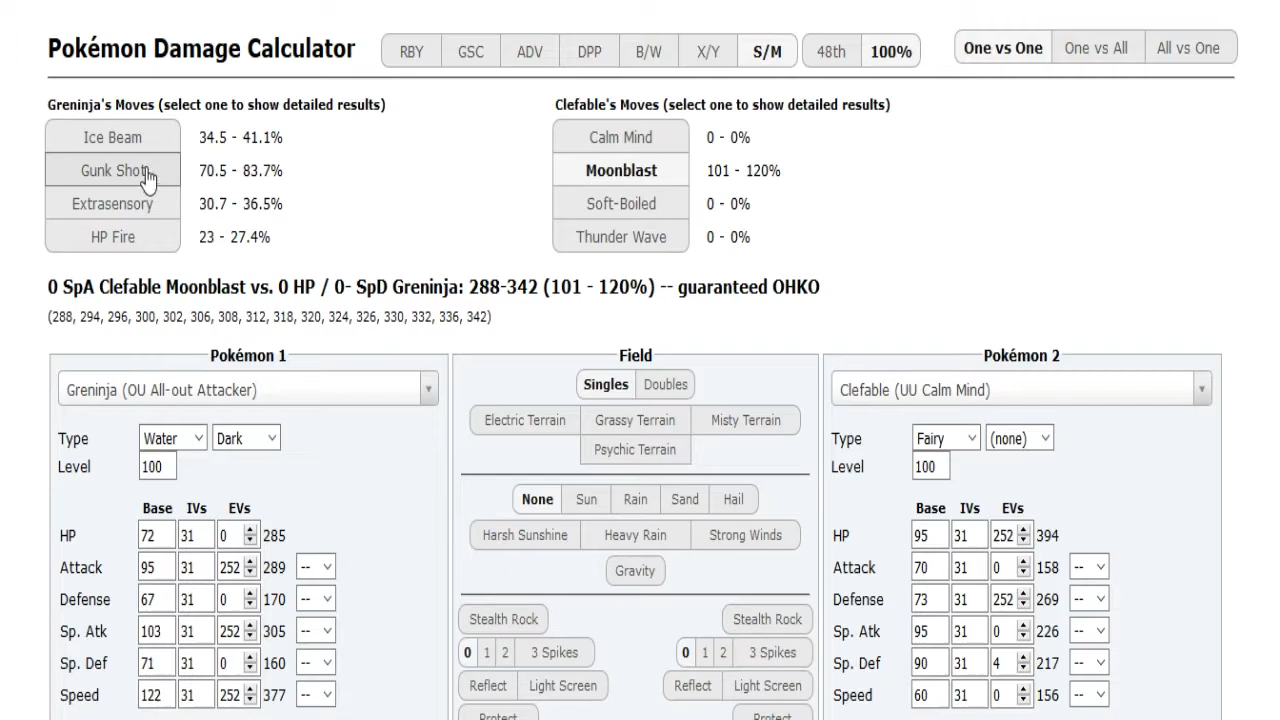 Pokémon Damage Calculator RBY GSC ADV DPP B/W X/Y S/M 48th 100% One vs One One vs All All vs One
Greninja's Moves (select one to show detailed results) Clefable's Moves (select one to show detailed results)
Ice Beam 34.5 - 41.1% Calm Mind 0 - 0%
Gunk Shot 70.5 - 83.7% Moonblast 101 - 120%
Extrasensory 30.7 - 36.5% Soft-Boiled 0 - 0%
HP Fire 23 - 27.4% Thunder Wave 0 - 0%
0 SpA Clefable Moonblast vs. 0 HP / 0- SpD Greninja: 288-342 (101 - 120%) -- guaranteed OHKO
(288, 294, 296, 300, 302, 306, 308, 312, 318, 320, 324, 326, 330, 332, 336, 342)
Pokémon 1
Greninja (OU All-out Attacker)
Type Water Dark
Level 100
Base IVs EVs
HP 72 31 0 285
Attack 95 31 252 289 --
Defense 67 31 0 170 --
Sp. Atk 103 31 252 305 --
Sp. Def 71 31 0 160 --
Speed 122 31 252 377 --
Field
Singles Doubles
Electric Terrain Grassy Terrain Misty Terrain
Psychic Terrain
None Sun Rain Sand Hail
Harsh Sunshine Heavy Rain Strong Winds
Gravity
Stealth Rock Stealth Rock
0 1 2 3 Spikes 0 1 2 3 Spikes
Reflect Light Screen Reflect Light Screen
Protect Protect
Pokémon 2
Clefable (UU Calm Mind)
Type Fairy (none)
Level 100
Base IVs EVs
HP 95 31 252 394
Attack 70 31 0 158 --
Defense 73 31 252 269 --
Sp. Atk 95 31 0 226 --
Sp. Def 90 31 4 217 --
Speed 60 31 0 156 --